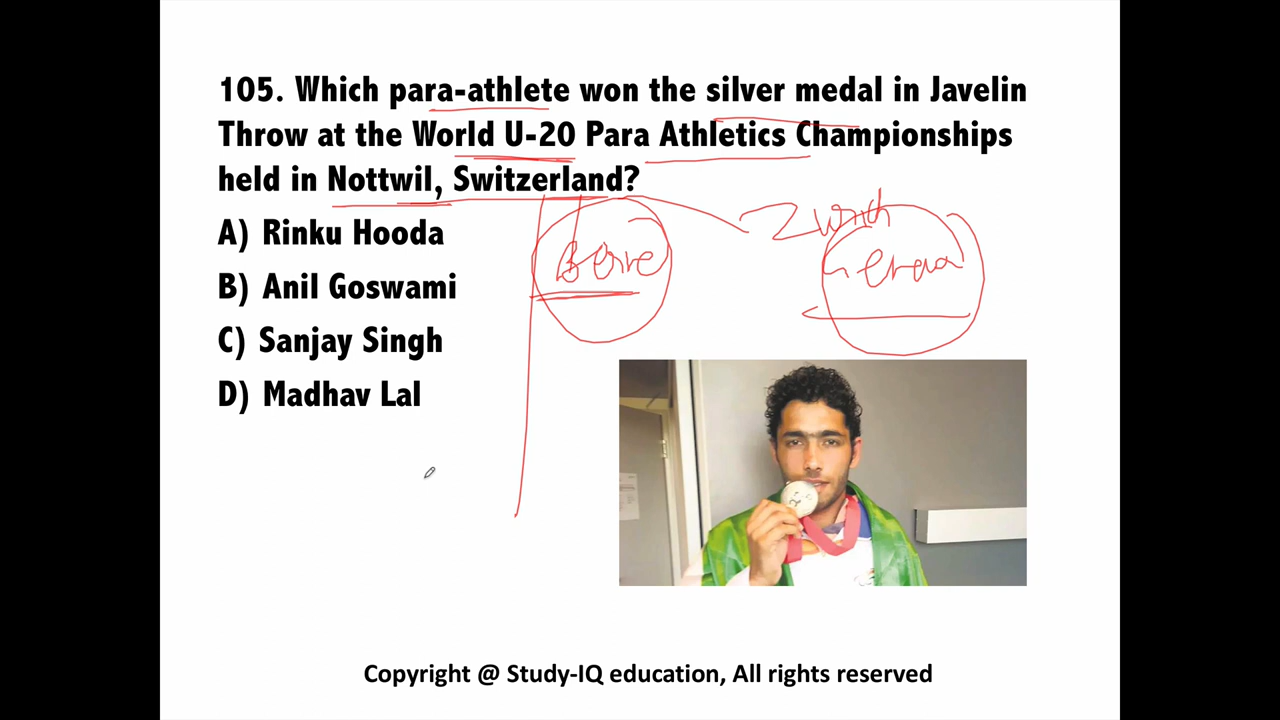 105. Which para-athlete won the silver medal in Javelin
Throw at the World U-20 Para Athletics Championships
held in Nottwil, Switzerland?
A) Rinku Hooda
B) Anil Goswami
C) Sanjay Singh
D) Madhav Lal
Zurich
Copyright @ Study-IQ education, All rights reserved